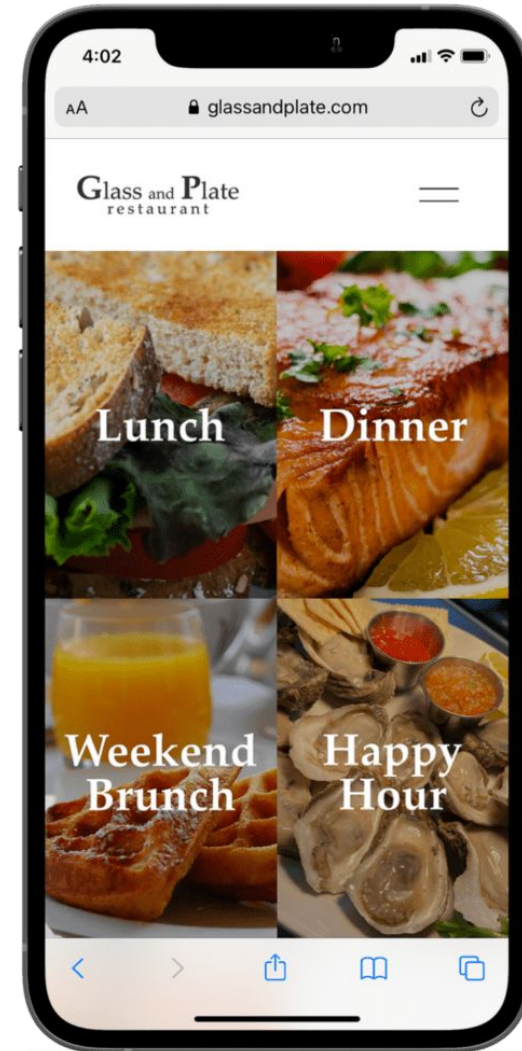 4:02
AA
glassandplate.com
Glass and Plate
restaurant
Lunch
Dinner
Weekend
Brunch
Happy
Hour